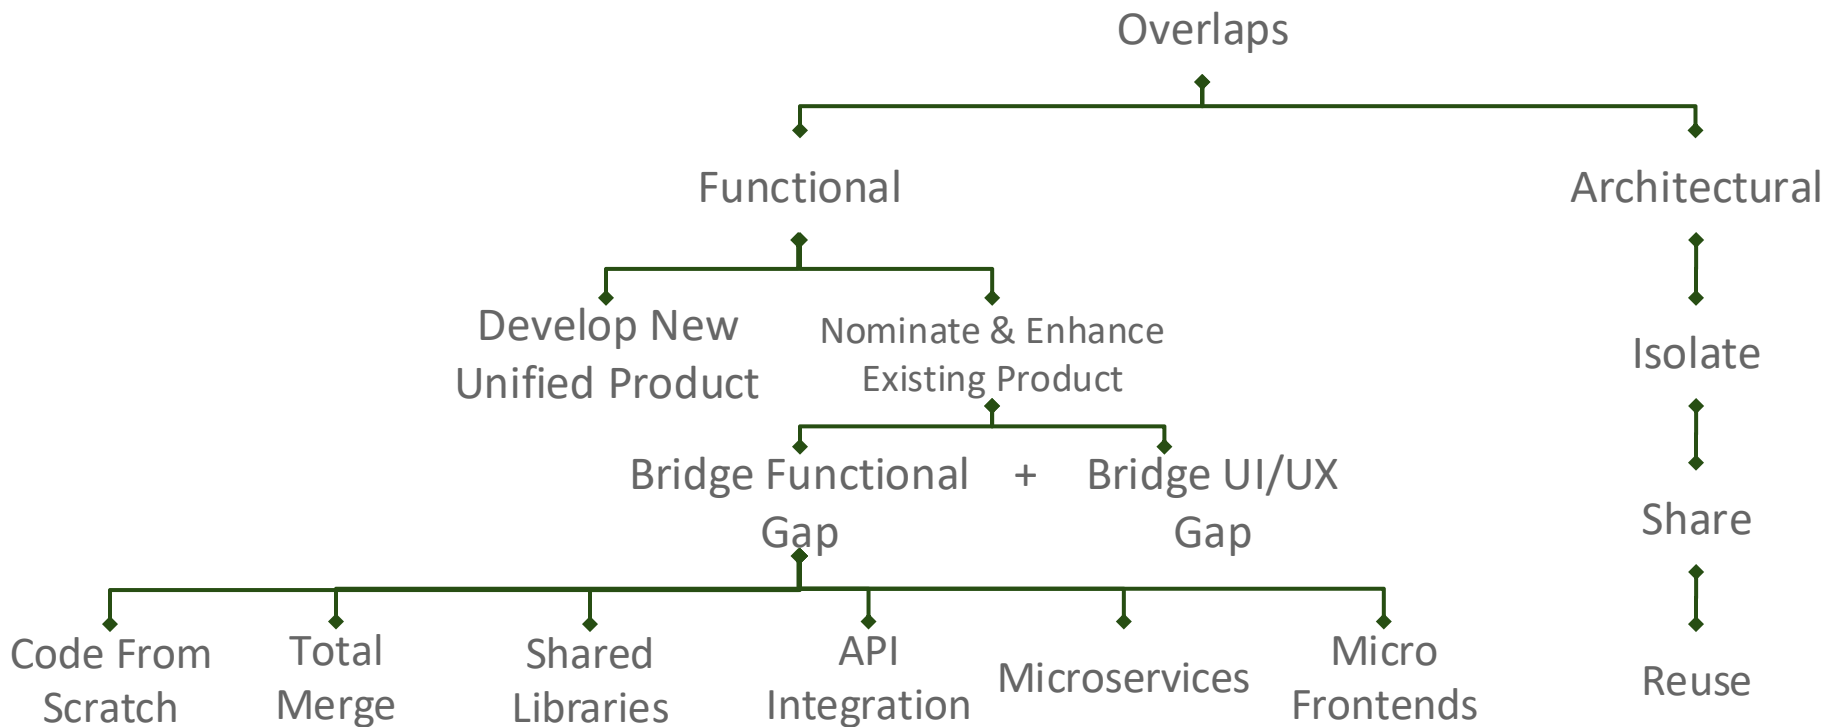 Overlaps
Functional
Architectural
Develop New
Unified Product
Nominate & Enhance
Existing Product
Isolate
Bridge Functional
Gap
+
Bridge UI/UX
Gap
Share
Code From
Scratch
Total
Merge
Shared
Libraries
API
Integration
Microservices
Micro
Frontends
Reuse